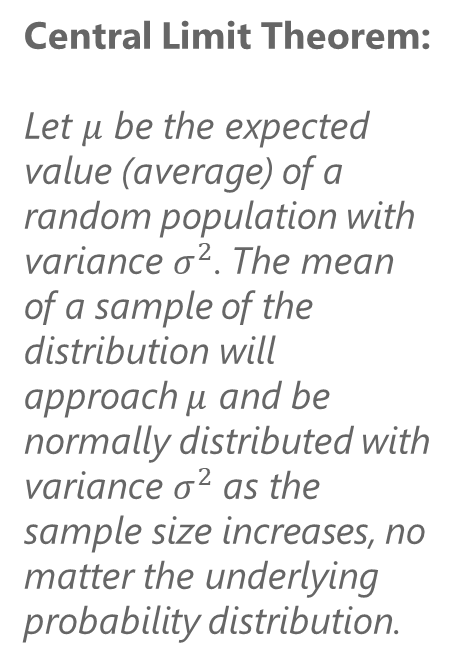 Central Limit Theorem:
Let μ be the expected
value (average) of a
random population with
variance σ². The mean
of a sample of the
distribution will
approach μ and be
normally distributed with
variance σ² as the
sample size increases, no
matter the underlying
probability distribution.